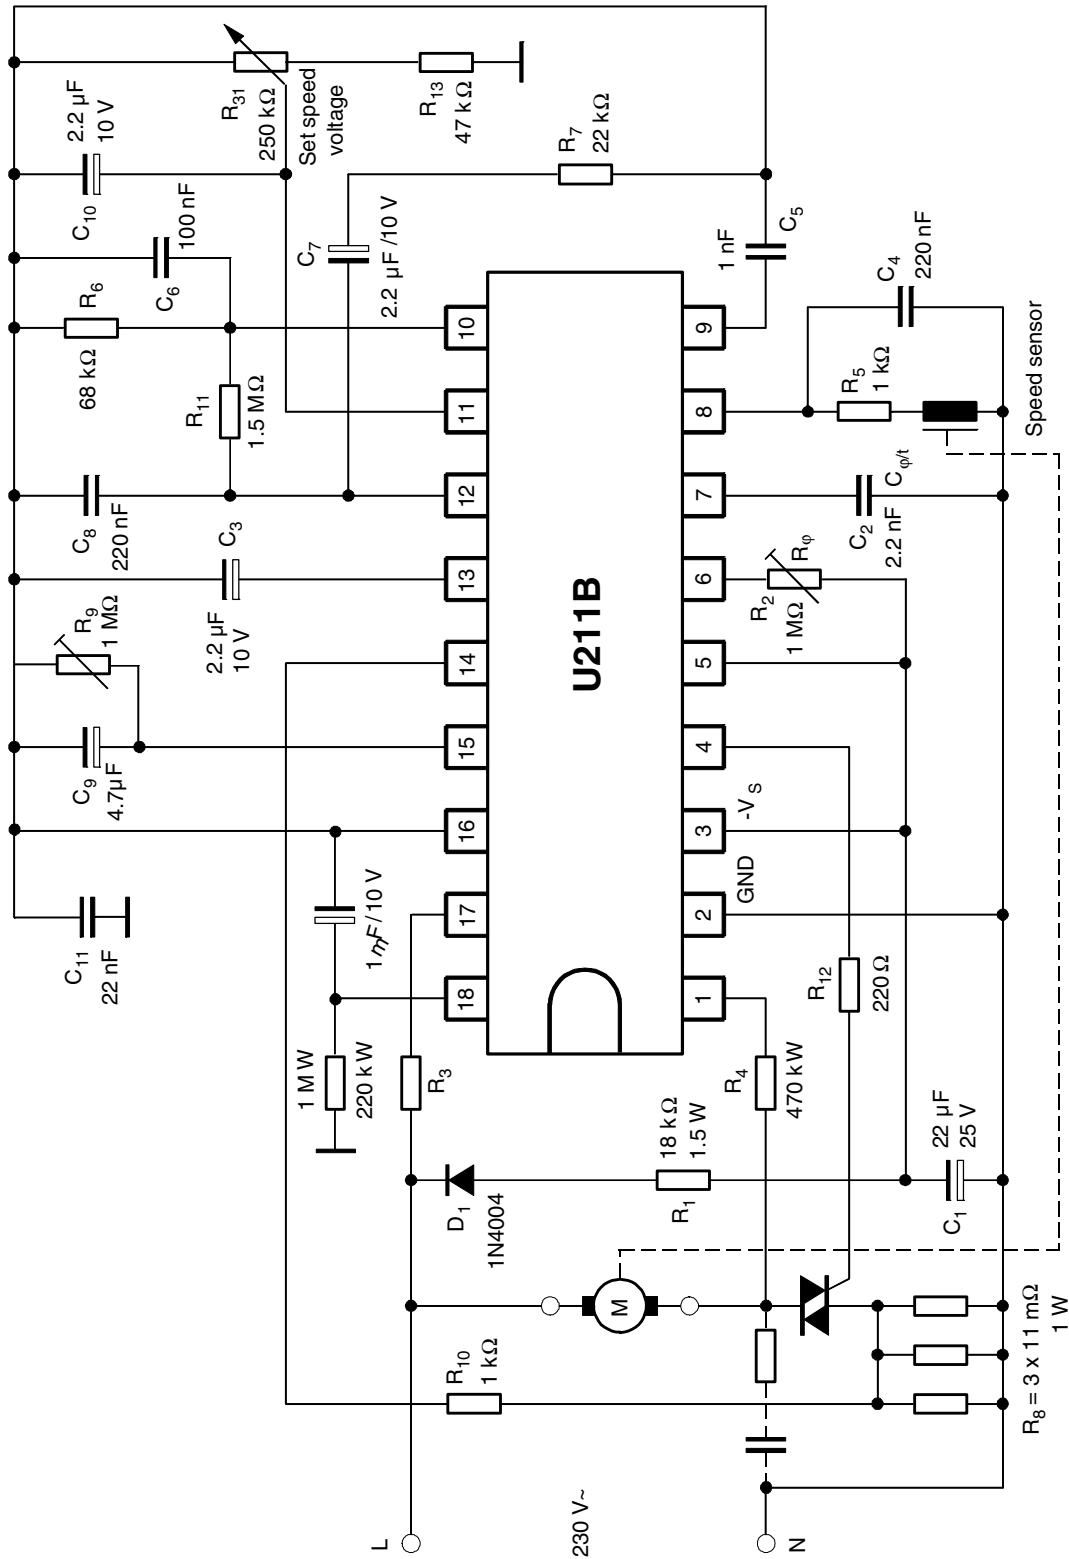 L
230 V~
N
R10
1 kΩ
M
R8 = 3 x 11 mΩ
1 W
D1
1N4004
R1
18 kΩ
1.5 W
C1
22 μF
25 V
1 M W
220 kW
R3
R4
470 kW
R12
220 Ω
C11
22 nF
1 mF / 10 V
18
17
16
15
14
13
12
11
10
U211B
1
2
3
4
5
6
7
8
9
GND
-VS
C9
4.7μF
R9
1 MΩ
2.2 μF
10 V
C3
C8
220 nF
R11
1.5 MΩ
68 kΩ
R6
C6
100 nF
C10
2.2 μF
10 V
R31
250 kΩ
Set speed
voltage
R13
47 kΩ
C7
2.2 μF /10 V
R7
22 kΩ
1 nF
C5
R2
1 MΩ
Rφ
C2
2.2 nF
Cφ/t
R5
1 kΩ
C4
220 nF
Speed sensor